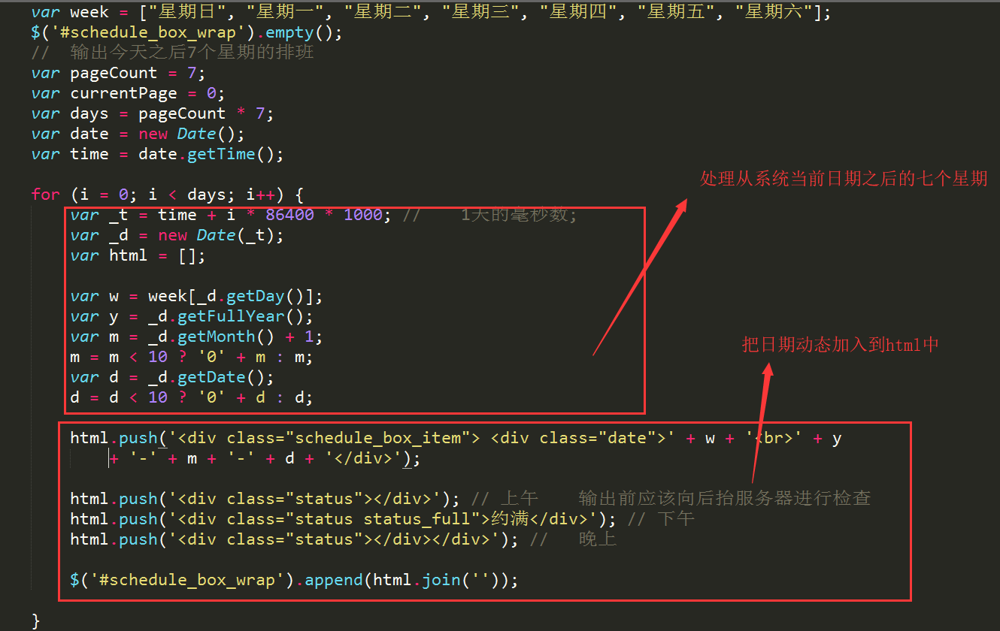 var week = ["星期日", "星期一", "星期二", "星期三", "星期四", "星期五", "星期六"];
$('#schedule_box_wrap').empty();
// 输出今天之后7个星期的排班
var pageCount = 7;
var currentPage = 0;
var days = pageCount * 7;
var date = new Date();
var time = date.getTime();
处理从系统当前日期之后的七个星期
for (i = 0; i < days; i++) {
var _t = time + i * 86400 * 1000; // 1天的毫秒数;
var _d = new Date(_t);
var html = [];
var w = week[_d.getDay()];
var y = _d.getFullYear();
var m = _d.getMonth() + 1;
把日期动态加入到html中
m = m < 10 ? '0' + m : m;
var d = _d.getDate();
d = d < 10 ? '0' + d : d;
html.push('<div class="schedule_box_item"> <div class="date">' + w + '<br>' + y
+ '-' + m + '-' + d + '</div>');
html.push('<div class="status"></div>'); // 上午 输出前应该向后抬服务器进行检查
html.push('<div class="status status_full">约满</div>'); // 下午
html.push('<div class="status"></div></div>'); // 晚上
$('#schedule_box_wrap').append(html.join(''));
}